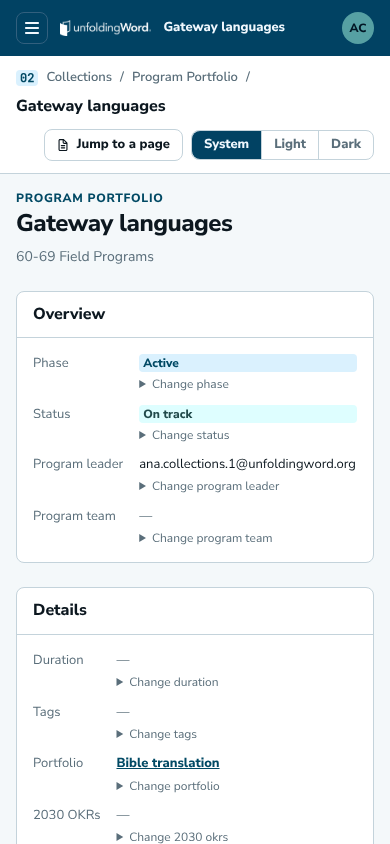 unfoldingWord. Gateway languages AC
02 Collections / Program Portfolio /
Gateway languages
Jump to a page System Light Dark
PROGRAM PORTFOLIO
Gateway languages
60-69 Field Programs
Overview
Phase Active
▶ Change phase
Status On track
▶ Change status
Program leader ana.collections.1@unfoldingword.org
▶ Change program leader
Program team —
▶ Change program team
Details
Duration —
▶ Change duration
Tags —
▶ Change tags
Portfolio Bible translation
▶ Change portfolio
2030 OKRs —
▶ Change 2030 okrs